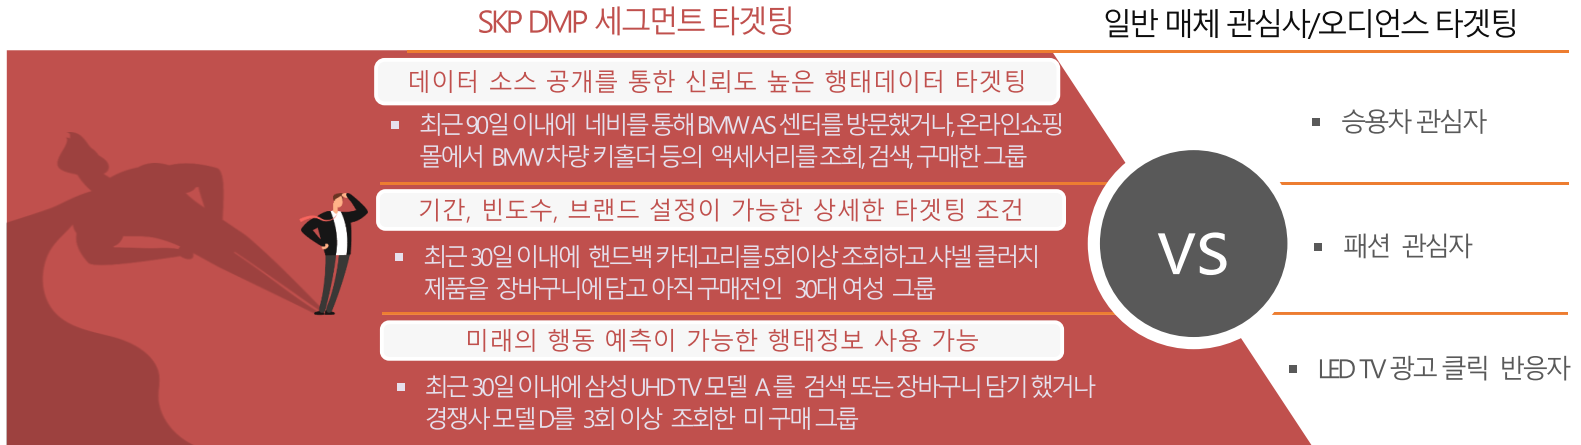 SKP DMP 세그먼트 타겟팅
일반 매체 관심사/오디언스 타겟팅
데이터 소스 공개를 통한 신뢰도 높은 행태데이터 타겟팅
▪ 최근 90일 이내에 네비를 통해 BMW AS 센터를 방문했거나, 온라인쇼핑
몰에서 BMW 차량 키홀더 등의 액세서리를 조회, 검색, 구매한 그룹
▪ 승용차 관심자
기간, 빈도수, 브랜드 설정이 가능한 상세한 타겟팅 조건
▪ 최근 30일 이내에 핸드백 카테고리를 5회이상 조회하고 샤넬 클러치
제품을 장바구니에 담고 아직 구매전인 30대 여성 그룹
VS
▪ 패션 관심자
미래의 행동 예측이 가능한 행태정보 사용 가능
▪ 최근 30일 이내에 삼성 UHD TV 모델 A 를 검색 또는 장바구니 담기 했거나
경쟁사 모델 D를 3회 이상 조회한 미 구매 그룹
▪ LED TV 광고 클릭 반응자